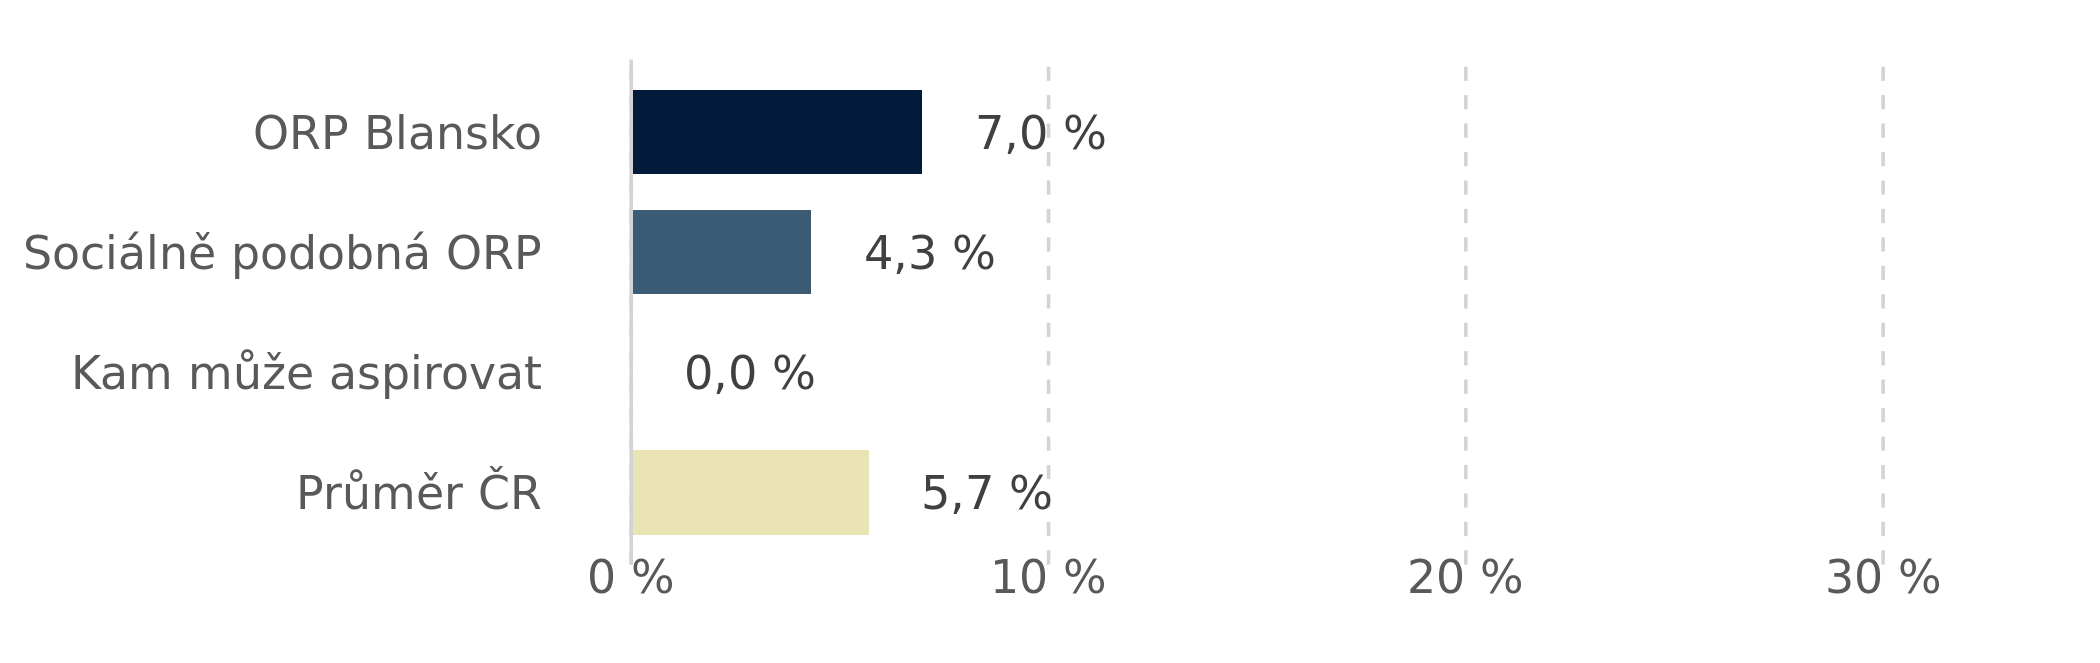 ORP Blansko 7,0 %
Sociálně podobná ORP 4,3 %
Kam může aspirovat 0,0 %
Průměr ČR 5,7 %
0 % 10 % 20 % 30 %